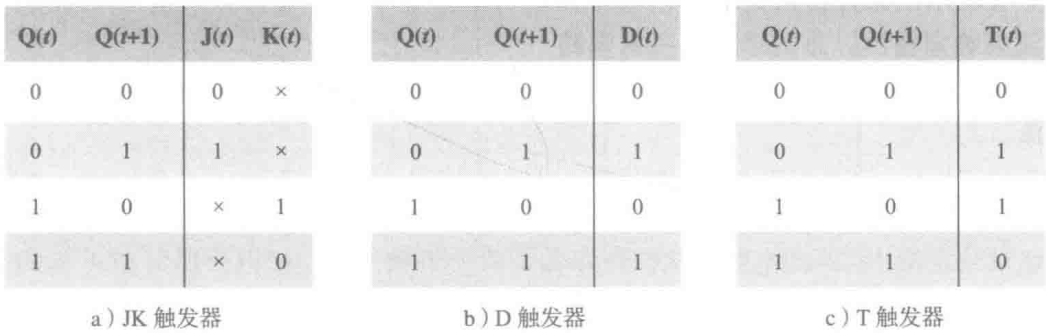 Q(t) Q(t+1) J(t) K(t) Q(t) Q(t+1) D(t) Q(t) Q(t+1) T(t)
0 0 0 × 0 0 0 0 0 0
0 1 1 × 0 1 1 0 1 1
1 0 × 1 1 0 0 1 0 1
1 1 × 0 1 1 1 1 1 0
a）JK 触发器 b）D 触发器 c）T 触发器